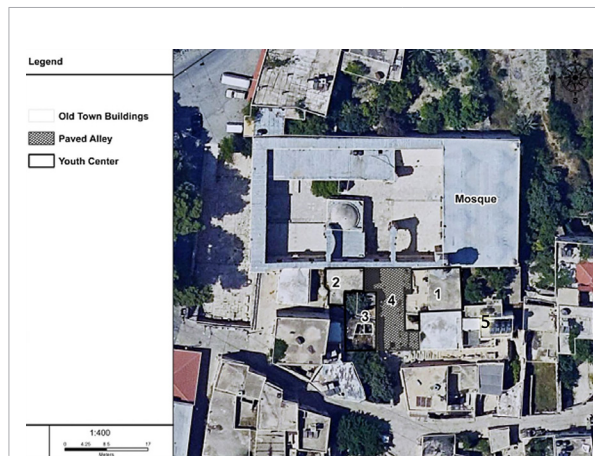 Legend
Old Town Buildings
Paved Alley
Youth Center
Mosque
2
1
4
3
5
1:400
0 4.25 8.5 17
Meters